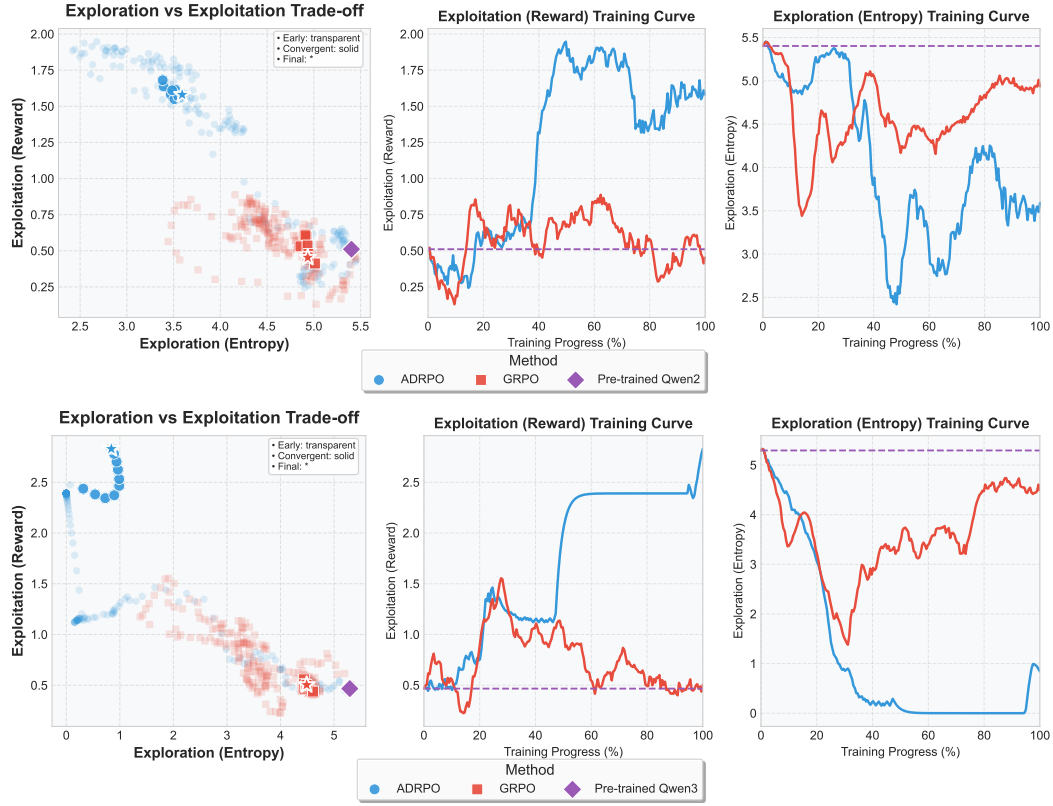 Exploration vs Exploitation Trade-off
• Early: transparent
• Convergent: solid
• Final: *
Exploitation (Reward)
2.00
1.75
1.50
1.25
1.00
0.75
0.50
0.25
2.5 3.0 3.5 4.0 4.5 5.0 5.5
Exploration (Entropy)
Exploitation (Reward) Training Curve
Exploitation (Reward)
2.00
1.75
1.50
1.25
1.00
0.75
0.50
0.25
0 20 40 60 80 100
Training Progress (%)
Exploration (Entropy) Training Curve
Exploration (Entropy)
5.5
5.0
4.5
4.0
3.5
3.0
2.5
0 20 40 60 80 100
Training Progress (%)
Method
ADRPO GRPO Pre-trained Qwen2
Exploration vs Exploitation Trade-off
• Early: transparent
• Convergent: solid
• Final: *
Exploitation (Reward)
2.5
2.0
1.5
1.0
0.5
0 1 2 3 4 5
Exploration (Entropy)
Exploitation (Reward) Training Curve
Exploitation (Reward)
2.5
2.0
1.5
1.0
0.5
0 20 40 60 80 100
Training Progress (%)
Exploration (Entropy) Training Curve
Exploration (Entropy)
5
4
3
2
1
0
0 20 40 60 80 100
Training Progress (%)
Method
ADRPO GRPO Pre-trained Qwen3